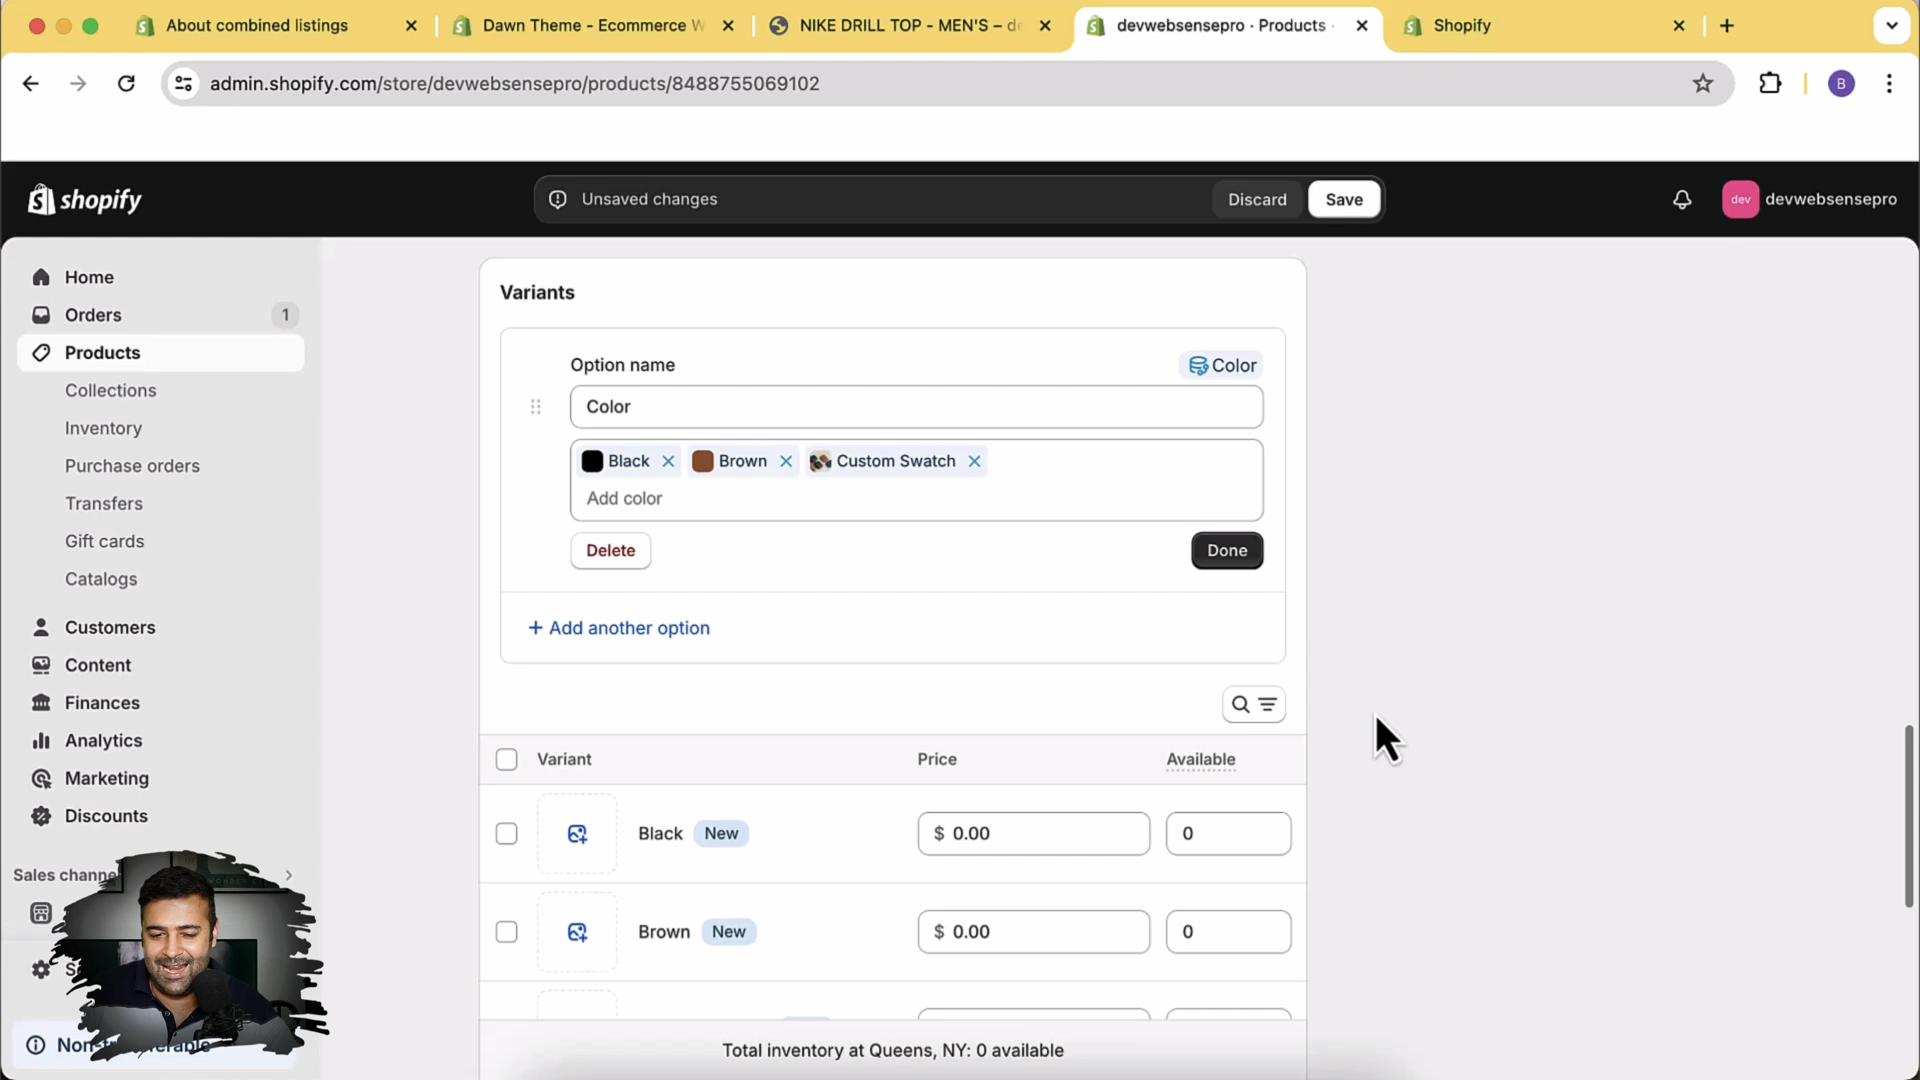 About combined listings
Dawn Theme - Ecommerce W
NIKE DRILL TOP - MEN'S – de
devwebsensepro · Products ·
Shopify
admin.shopify.com/store/devwebsensepro/products/8488755069102
B
shopify
Unsaved changes
Discard
Save
dev
devwebsensepro
Home
Orders
1
Products
Collections
Inventory
Purchase orders
Transfers
Gift cards
Catalogs
Customers
Content
Finances
Analytics
Marketing
Discounts
Sales channe
Variants
Option name
Color
Color
Black
Brown
Custom Swatch
Add color
Delete
Done
+ Add another option
Variant
Price
Available
Black
New
$ 0.00
0
Brown
New
$ 0.00
0
Total inventory at Queens, NY: 0 available